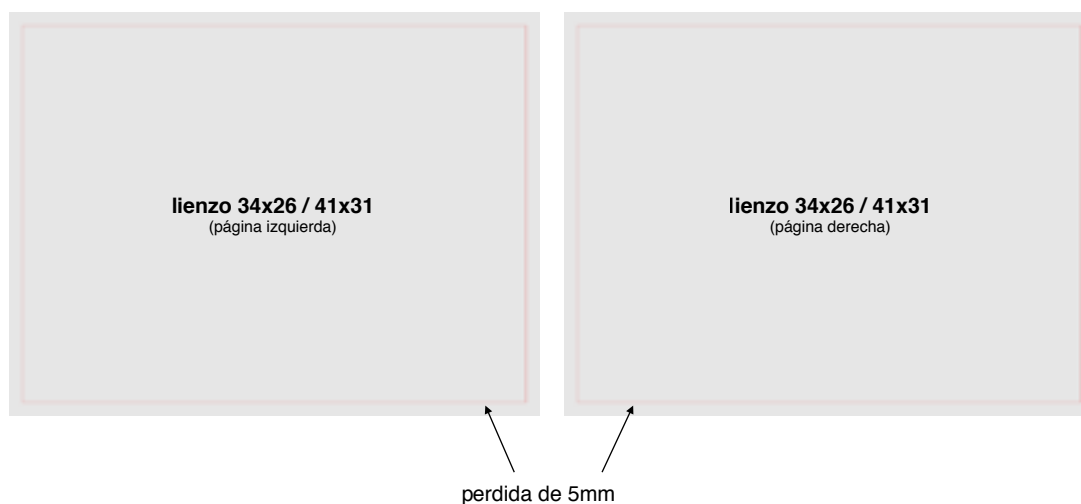 lienzo 34x26 / 41x31
(página izquierda)
lienzo 34x26 / 41x31
(página derecha)
perdida de 5mm